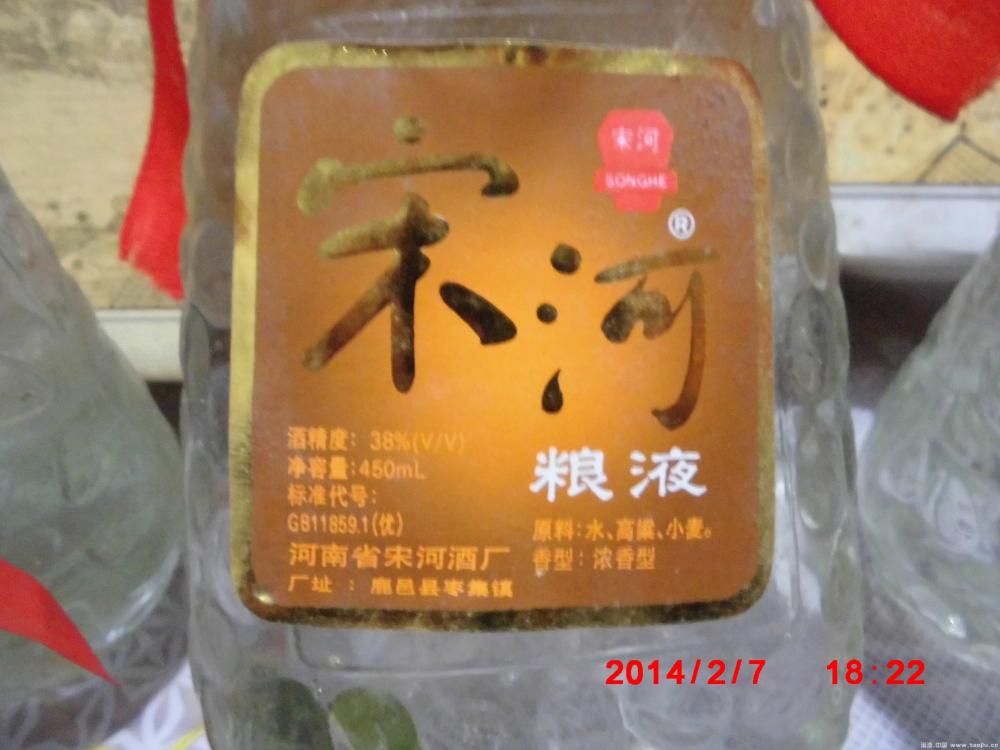 宋河
SONGHE
®
宋河
粮液
酒精度：38%(V/V)
净容量：450mL
标准代号：
GB11859.1(优)
河南省宋河酒厂
厂址：鹿邑县枣集镇
原料：水、高粱、小麦。
香型：浓香型
2014/2/7 18:22